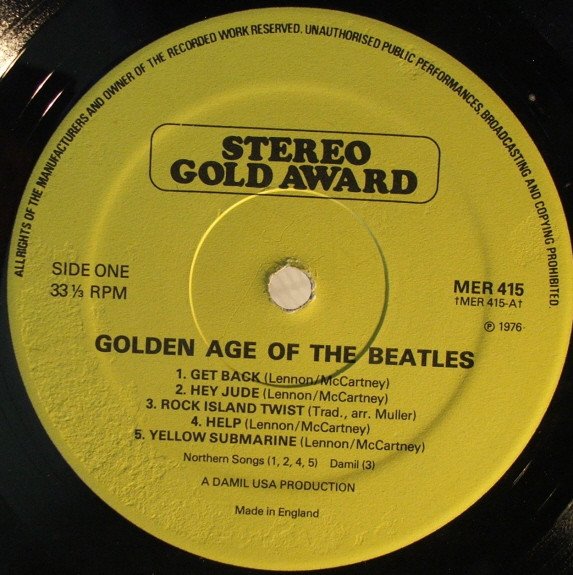 ALL RIGHTS OF THE MANUFACTURERS AND OWNER OF THE RECORDED WORK RESERVED. UNAUTHORISED PUBLIC PERFORMANCES, BROADCASTING AND COPYING PROHIBITED
STEREO
GOLD AWARD
SIDE ONE
33 1/3 RPM
MER 415
†MER 415-A†
℗ 1976
GOLDEN AGE OF THE BEATLES
1. GET BACK (Lennon/McCartney)
2. HEY JUDE (Lennon/McCartney)
3. ROCK ISLAND TWIST (Trad., arr. Muller)
4. HELP (Lennon/McCartney)
5. YELLOW SUBMARINE (Lennon/McCartney)
Northern Songs (1, 2, 4, 5) Damil (3)
A DAMIL USA PRODUCTION
Made in England